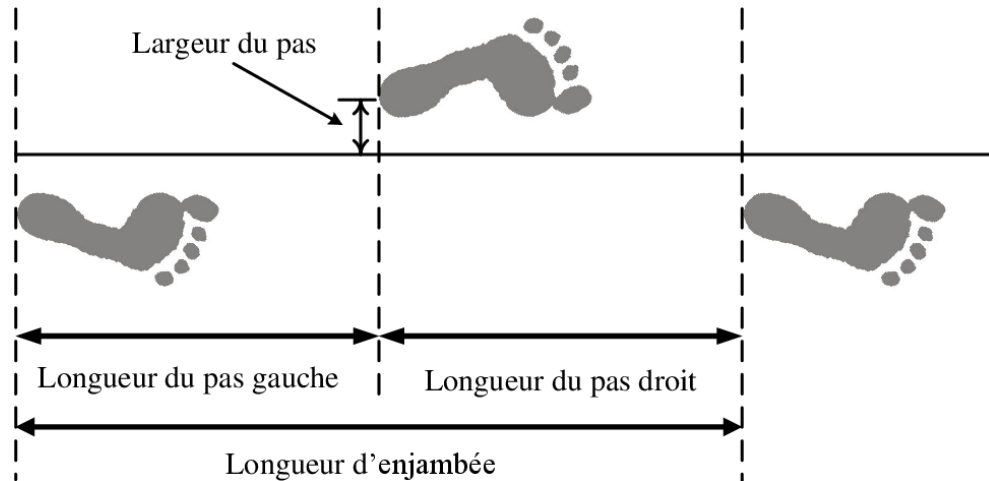 Largeur du pas
Longueur du pas gauche
Longueur du pas droit
Longueur d’enjambée